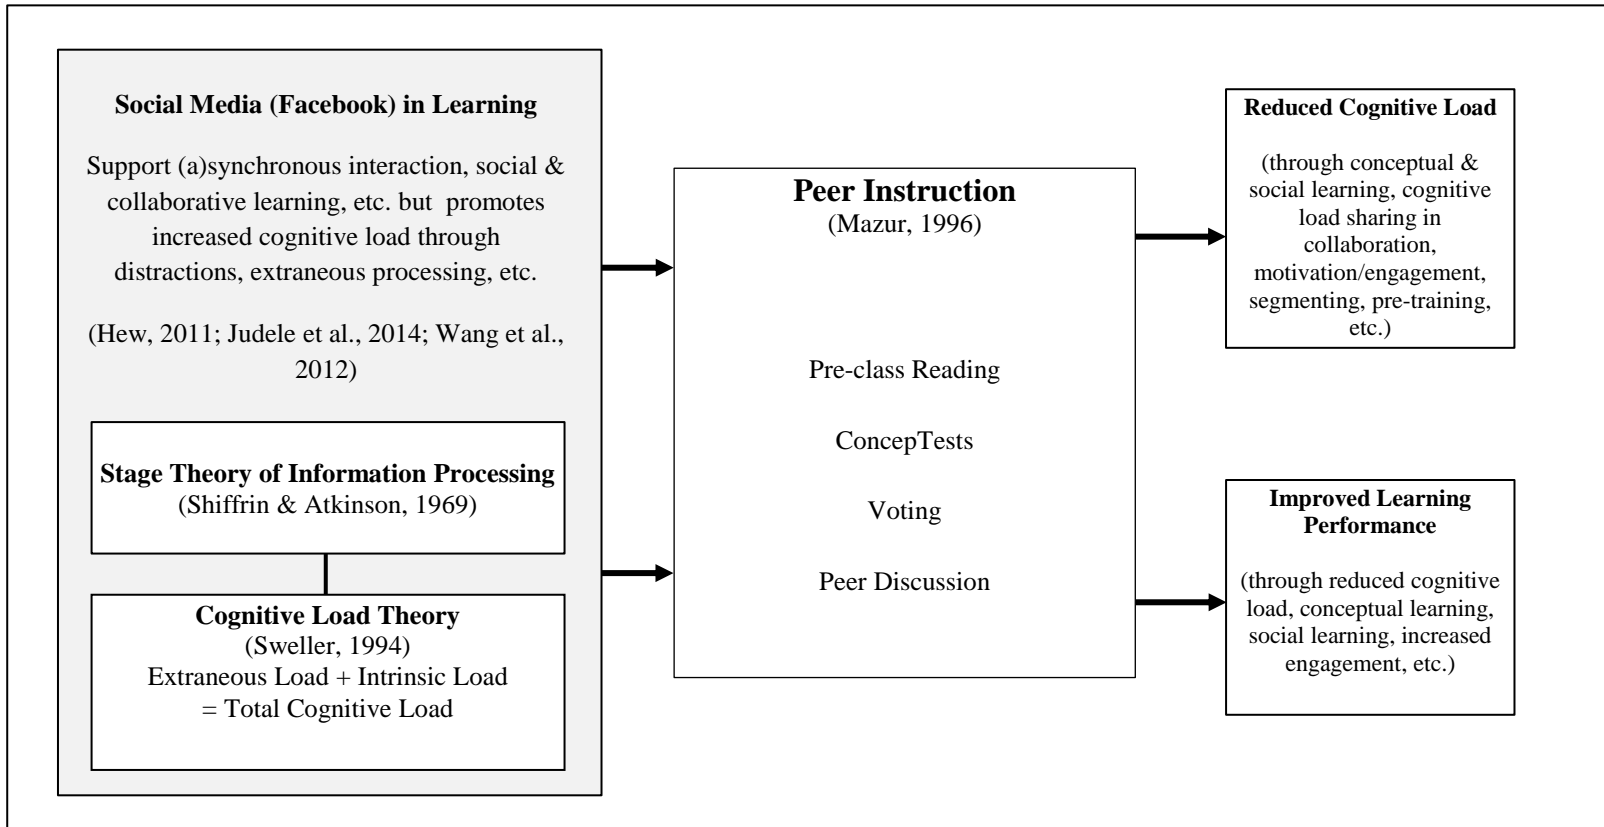 Social Media (Facebook) in Learning
Support (a)synchronous interaction, social &
collaborative learning, etc. but promotes
increased cognitive load through
distractions, extraneous processing, etc.
(Hew, 2011; Judele et al., 2014; Wang et al.,
2012)
Stage Theory of Information Processing
(Shiffrin & Atkinson, 1969)
Cognitive Load Theory
(Sweller, 1994)
Extraneous Load + Intrinsic Load
= Total Cognitive Load
Peer Instruction
(Mazur, 1996)
Pre-class Reading
ConcepTests
Voting
Peer Discussion
Reduced Cognitive Load
(through conceptual &
social learning, cognitive
load sharing in
collaboration,
motivation/engagement,
segmenting, pre-training,
etc.)
Improved Learning
Performance
(through reduced cognitive
load, conceptual learning,
social learning, increased
engagement, etc.)